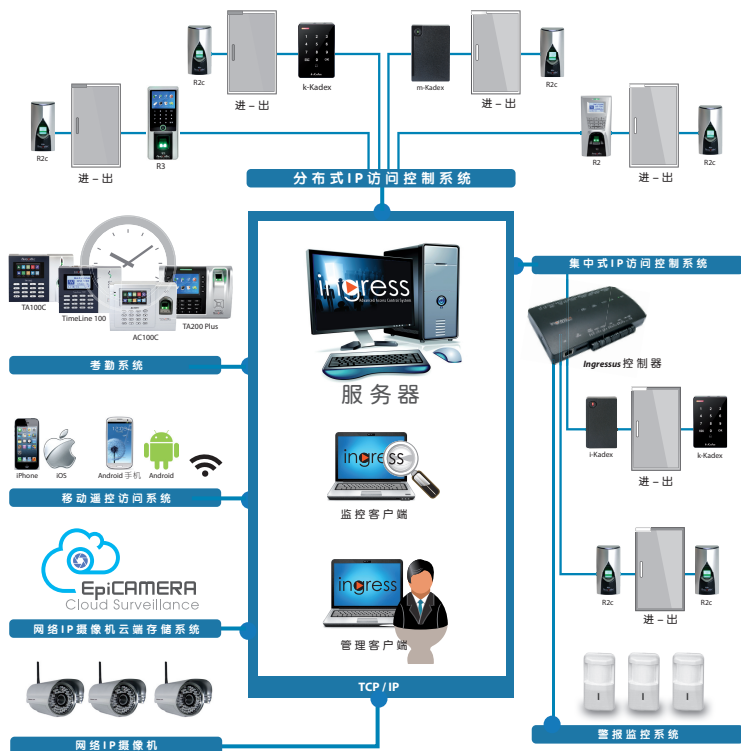 R2c
进 – 出
k-Kadex
m-Kadex
进 – 出
R2c
R2c
进 – 出
R3
R2
进 – 出
R2c
分布式IP访问控制系统
TA100C
TimeLine 100
AC100C
TA200 Plus
考勤系统
iPhone
iOS
Android 手机
Android
移动遥控访问系统
EpiCAMERA
Cloud Surveillance
网络IP摄像机云端存储系统
网络IP摄像机
ingress
Advanced Access Control System
服务器
ingress
监控客户端
ingress
管理客户端
TCP / IP
集中式IP访问控制系统
Ingressus 控制器
i-Kadex
进 – 出
k-Kadex
R2c
进 – 出
R2c
警报监控系统